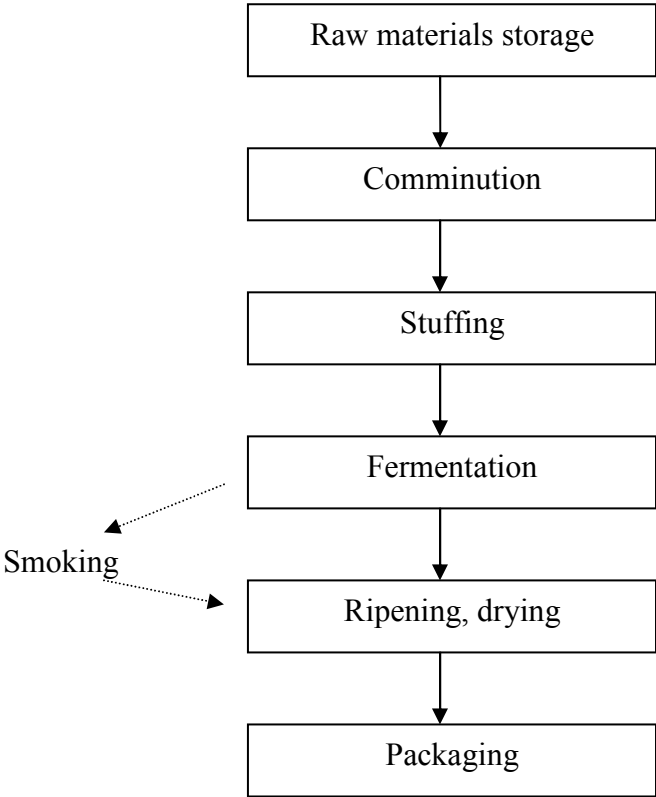 Raw materials storage
Comminution
Stuffing
Fermentation
Smoking
Ripening, drying
Packaging